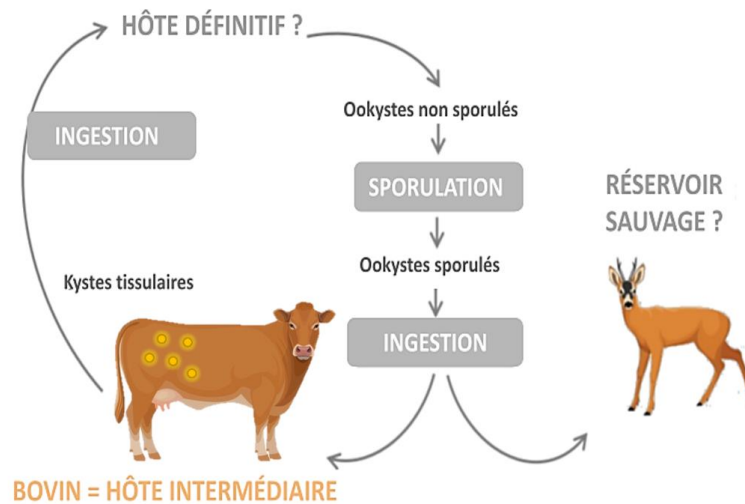 HÔTE DÉFINITIF ?
Ookystes non sporulés
INGESTION
SPORULATION
RÉSERVOIR
SAUVAGE ?
Ookystes sporulés
Kystes tissulaires
INGESTION
BOVIN = HÔTE INTERMÉDIAIRE